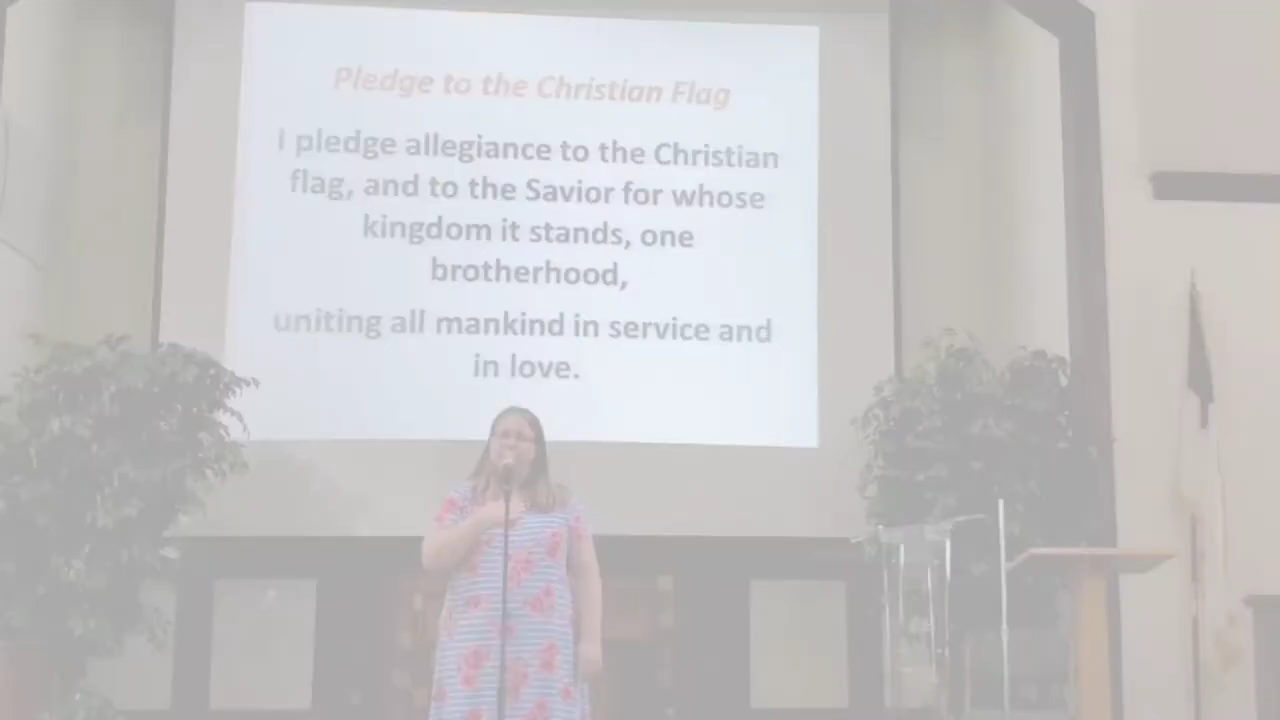 Pledge to the Christian Flag
I pledge allegiance to the Christian
flag, and to the Savior for whose
kingdom it stands, one
brotherhood,
uniting all mankind in service and
in love.